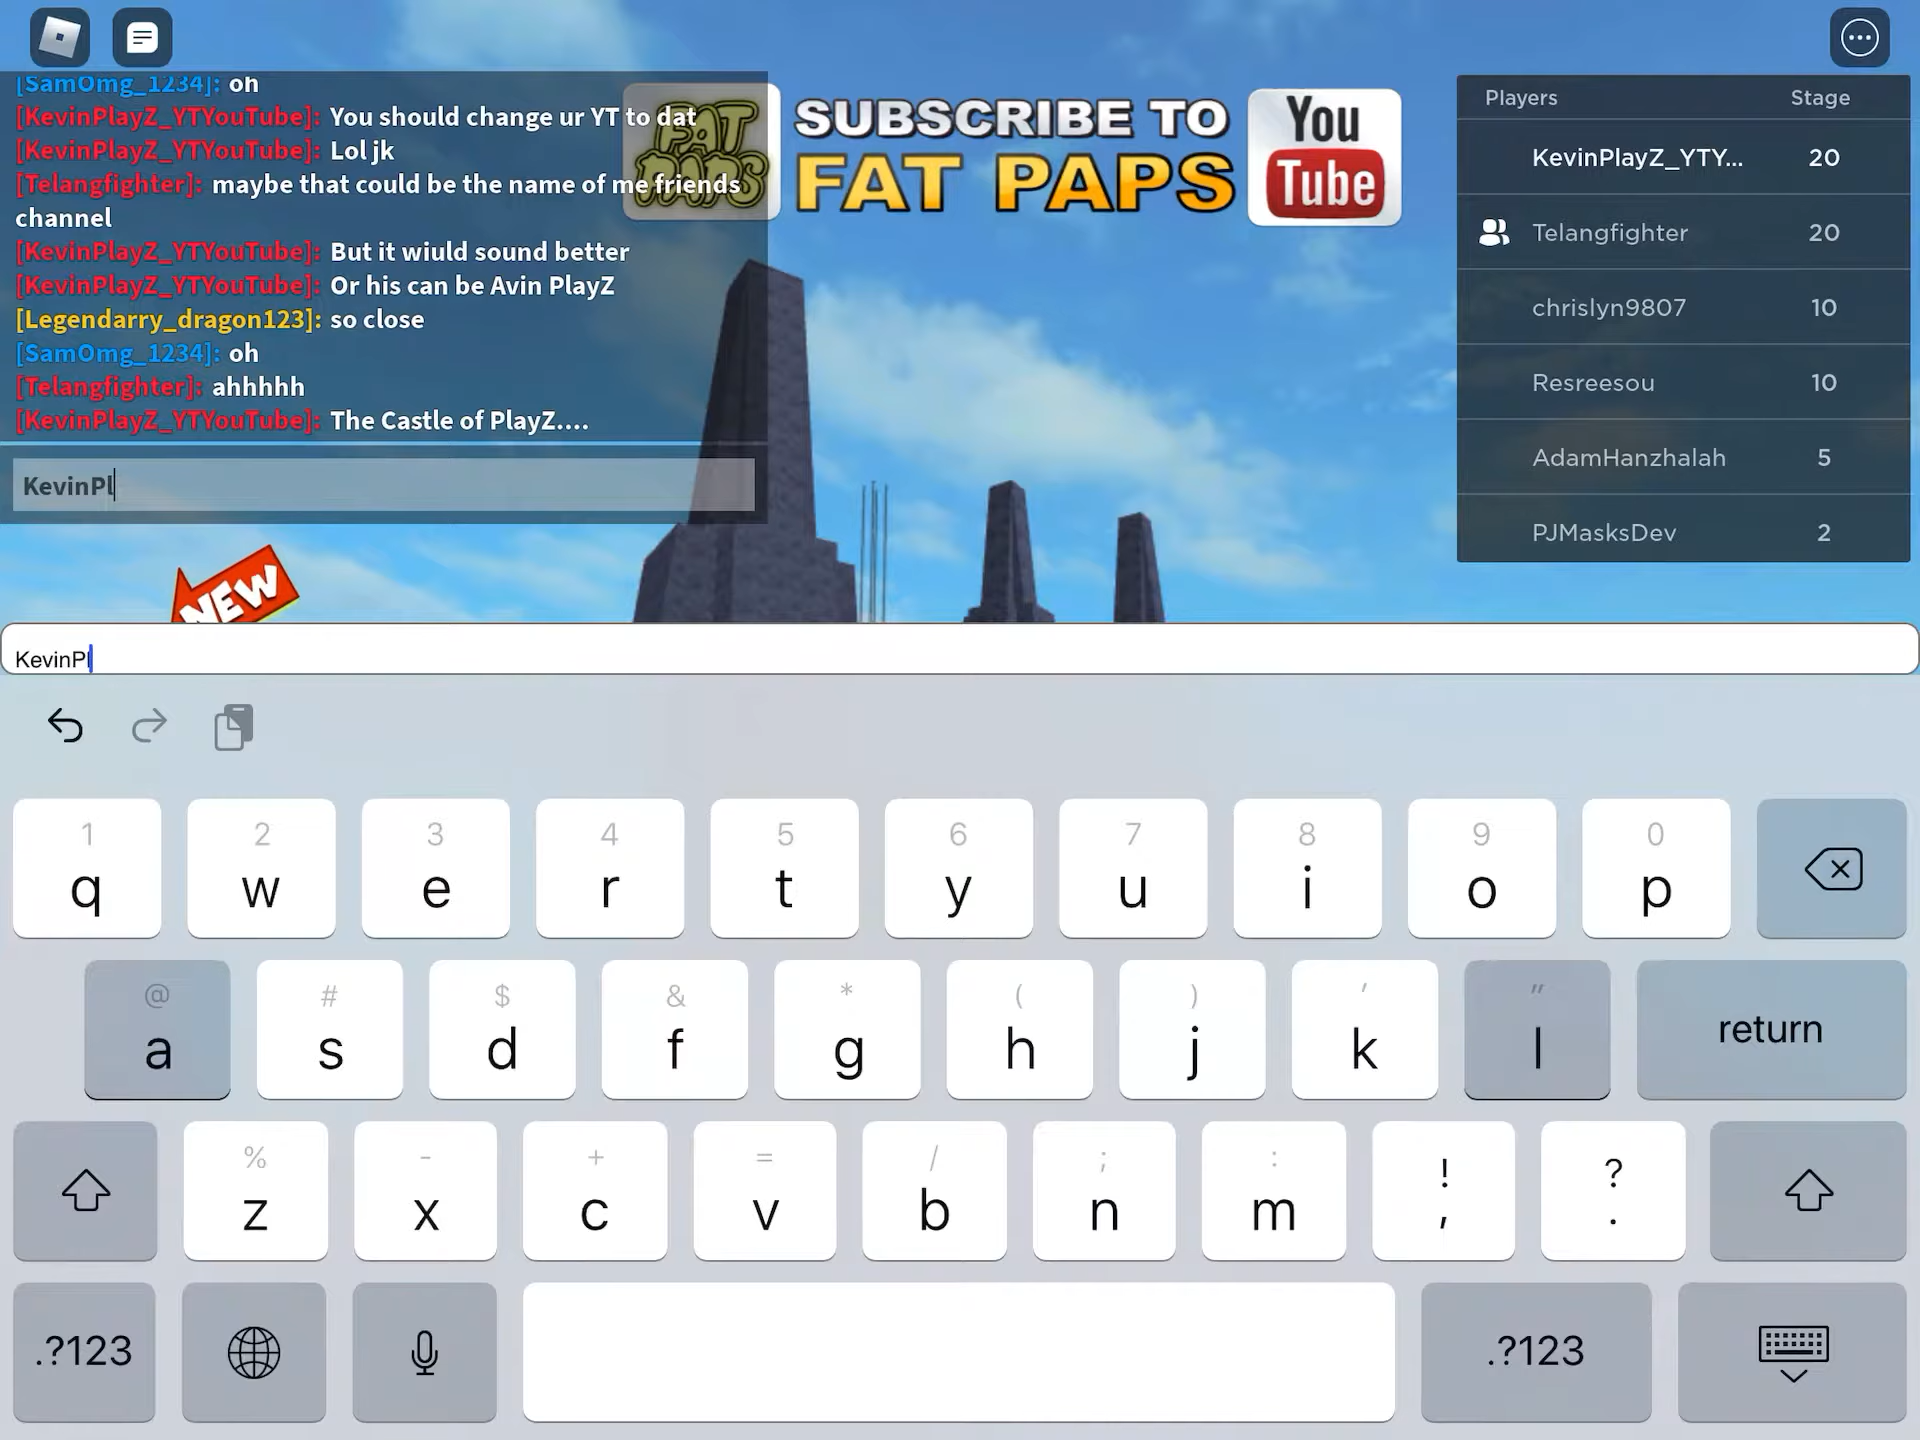 [SamOmg_1234]: oh
[KevinPlayZ_YTYouTube]: You should change ur YT to dat
[KevinPlayZ_YTYouTube]: Lol jk
[Telangfighter]: maybe that could be the name of me friends
channel
[KevinPlayZ_YTYouTube]: But it wiuld sound better
[KevinPlayZ_YTYouTube]: Or his can be Avin PlayZ
[Legendarry_dragon123]: so close
[SamOmg_1234]: oh
[Telangfighter]: ahhhhh
[KevinPlayZ_YTYouTube]: The Castle of PlayZ....
KevinPl
FAT
PAPS
SUBSCRIBE TO
FAT PAPS
You
Tube
Players Stage
KevinPlayZ_YTY... 20
Telangfighter 20
chrislyn9807 10
Resreesou 10
AdamHanzhalah 5
PJMasksDev 2
NEW
KevinPl
1 2 3 4 5 6 7 8 9 0
q w e r t y u i o p
@ # $ & * ( ) ' "
a s d f g h j k l return
% - + = / ; : ! ?
z x c v b n m , .
.?123 .?123